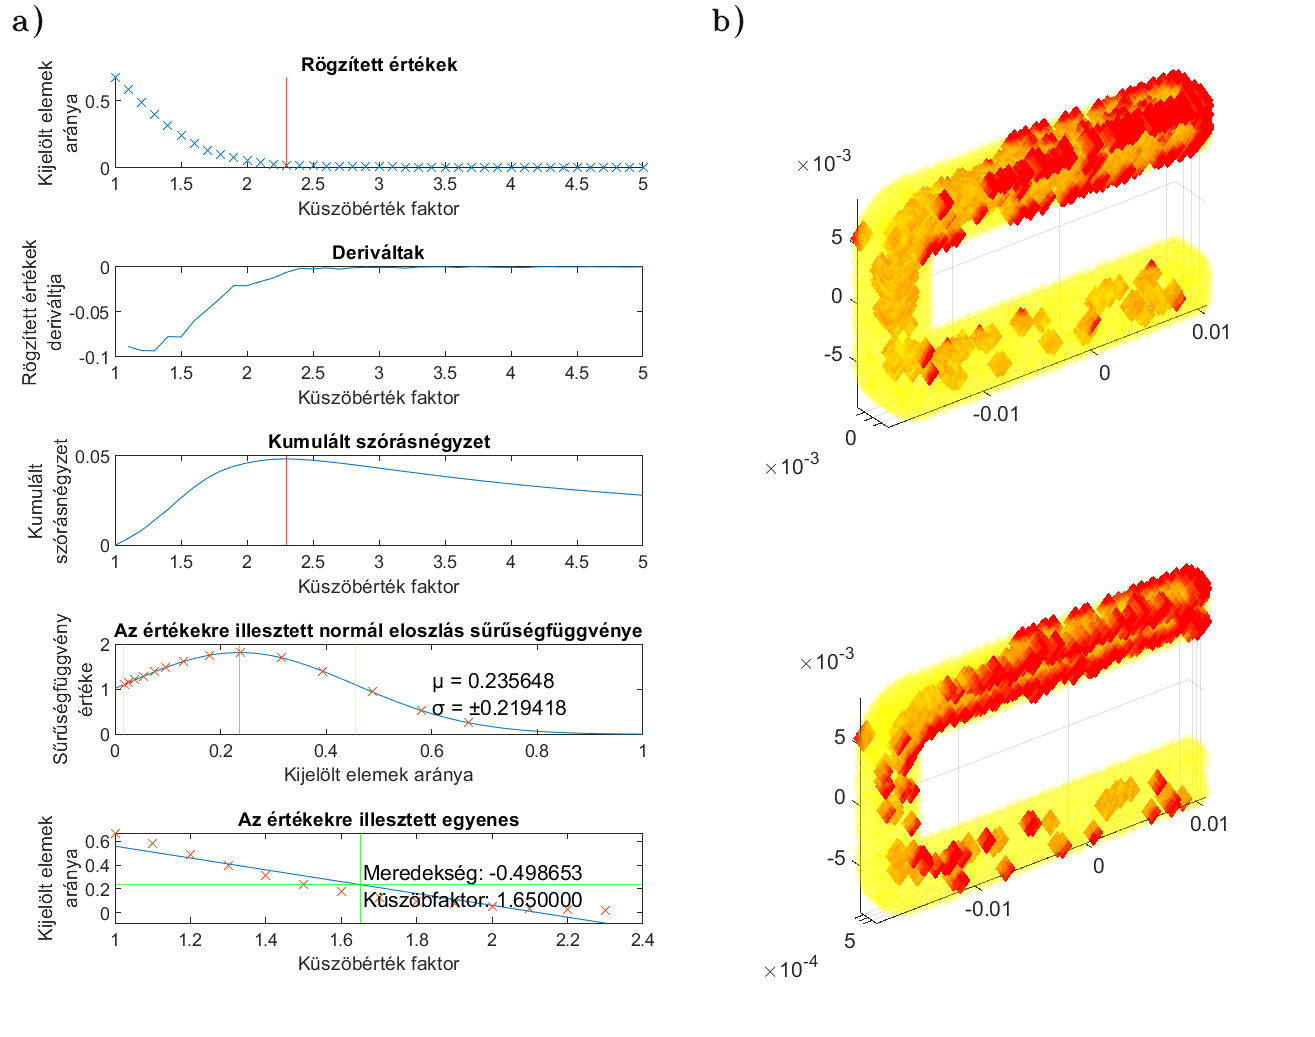 a)
Rögzített értékek
Kijelölt elemek
aránya
0.5
0
1 1.5 2 2.5 3 3.5 4 4.5 5
Küszöbérték faktor
Deriváltak
Rögzített értékek
deriváltja
0
-0.05
-0.1
1 1.5 2 2.5 3 3.5 4 4.5 5
Küszöbérték faktor
Kumulált szórásnégyzet
Kumulált
szórásnégyzet
0.05
0
1 1.5 2 2.5 3 3.5 4 4.5 5
Küszöbérték faktor
Az értékekre illesztett normál eloszlás sűrűségfüggvénye
Sűrűségfüggvény
értéke
2
1
0
μ = 0.235648
σ = ±0.219418
0 0.2 0.4 0.6 0.8 1
Kijelölt elemek aránya
Az értékekre illesztett egyenes
Kijelölt elemek
aránya
0.6
0.4
0.2
0
Meredekség: -0.498653
Küszöbfaktor: 1.650000
1 1.2 1.4 1.6 1.8 2 2.2 2.4
Küszöbérték faktor
b)
×10-3
5
0
-5
0.01
0
-0.01
0
×10-3
×10-3
5
0
-5
0.01
0
-0.01
5
×10-4